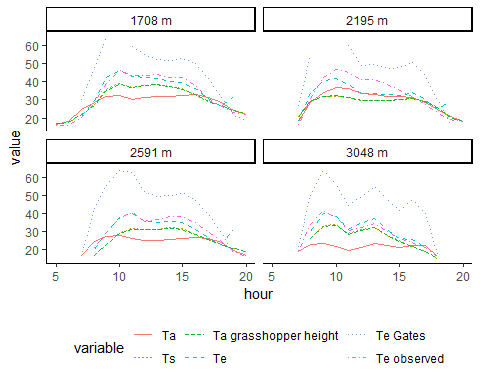 1708 m 2195 m
60
50
40
30
20
value
2591 m 3048 m
60
50
40
30
20
5 10 15 20 5 10 15 20
hour
variable
Ta Ta grasshopper height Te Gates
Ts Te Te observed